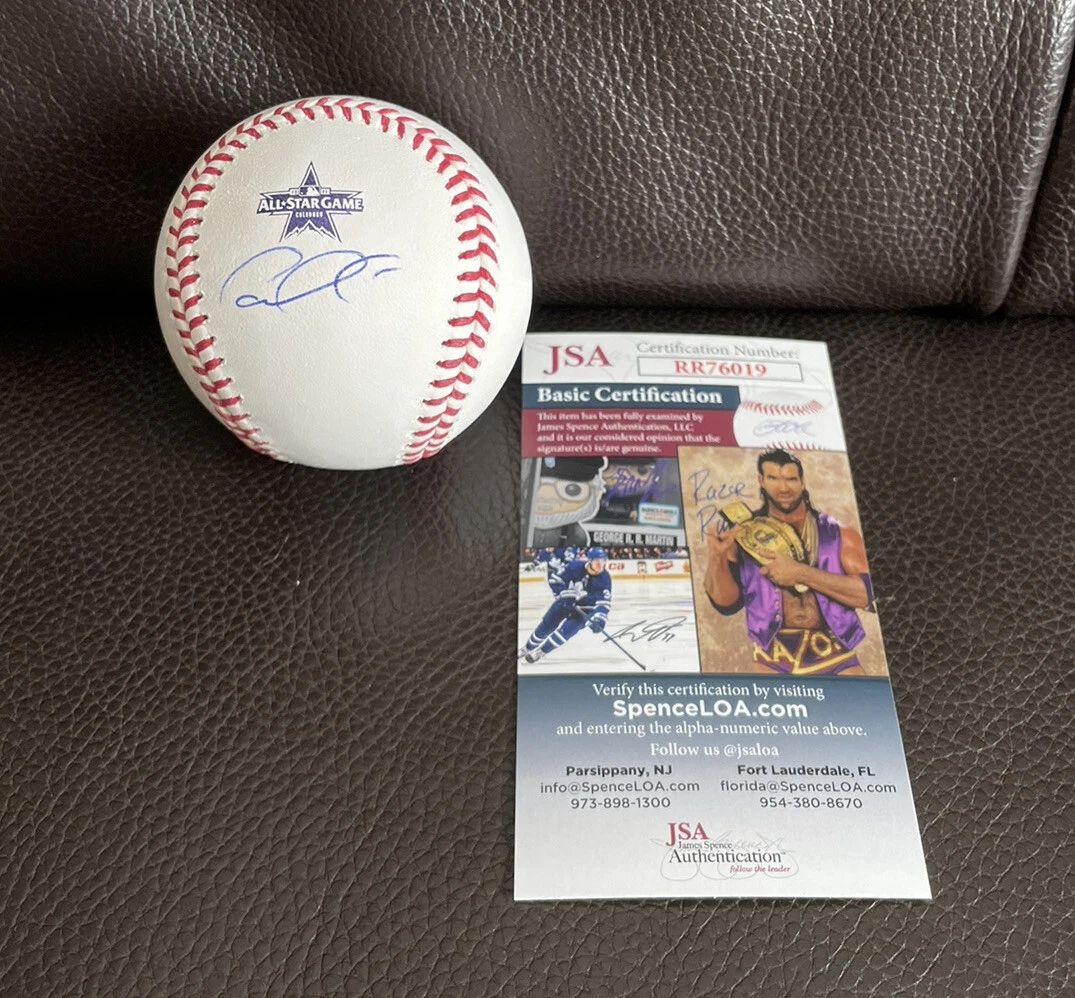 ALL★STAR GAME
COLORADO
JSA
Certification Number:
RR76019
Basic Certification
This item has been fully examined by
James Spence Authentication, LLC
and it is our considered opinion that the
signature(s) is/are genuine.
Razor
GEORGE R. R. MARTIN
RAZOR
Verify this certification by visiting
SpenceLOA.com
and entering the alpha-numeric value above.
Follow us @jsaloa
Parsippany, NJ
info@SpenceLOA.com
973-898-1300
Fort Lauderdale, FL
florida@SpenceLOA.com
954-380-8670
JSA
James Spence
Authentication
follow the leader